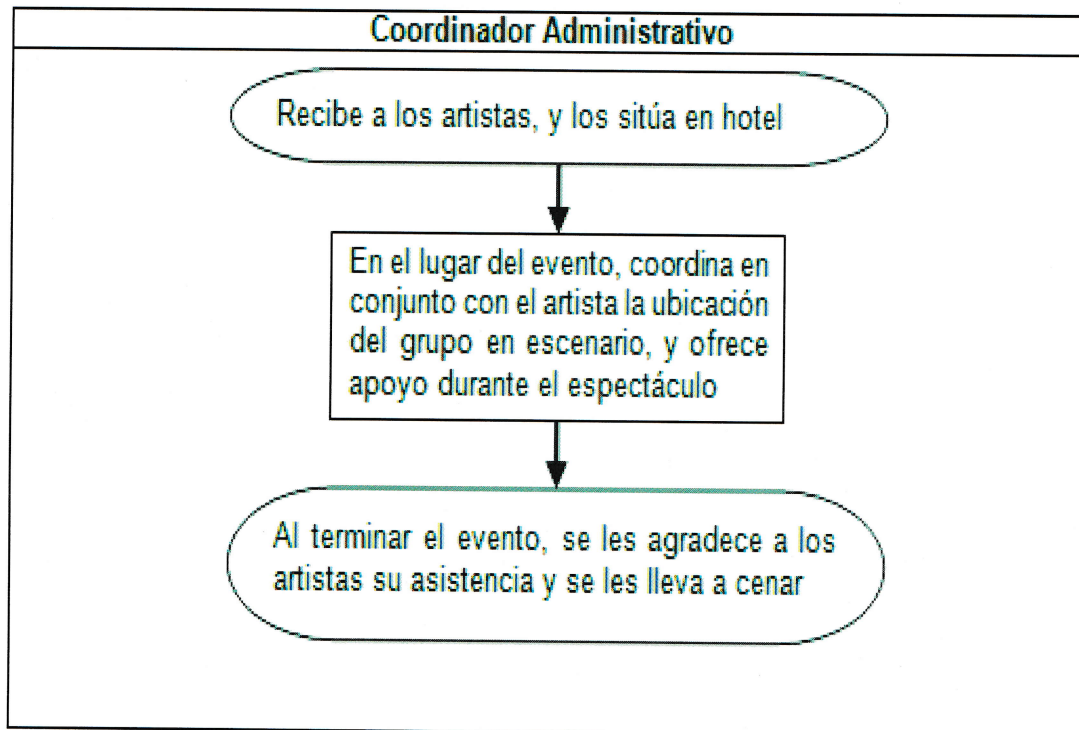 Coordinador Administrativo
Recibe a los artistas, y los sitúa en hotel
En el lugar del evento, coordina en
conjunto con el artista la ubicación
del grupo en escenario, y ofrece
apoyo durante el espectáculo
Al terminar el evento, se les agradece a los
artistas su asistencia y se les lleva a cenar